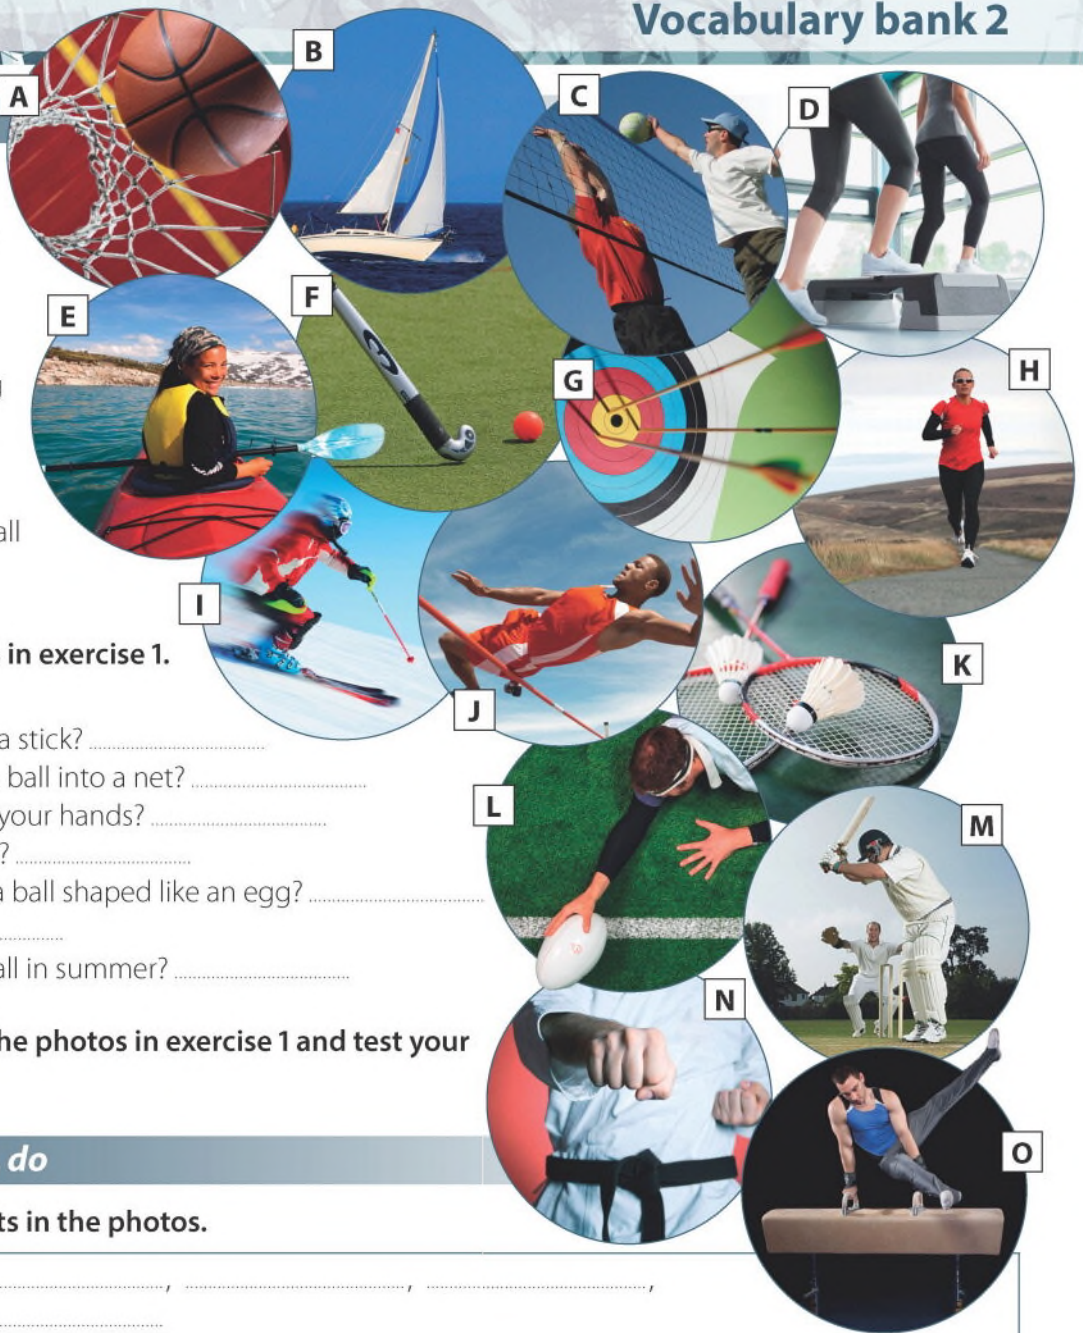 Vocabulary bank 2
A
B
C
D
E
F
G
H
all
I
in exercise 1.
J
K
a stick?
ball into a net?
L
your hands?
M
?
a ball shaped like an egg?
all in summer?
N
he photos in exercise 1 and test your
do
O
ts in the photos.
, , ,